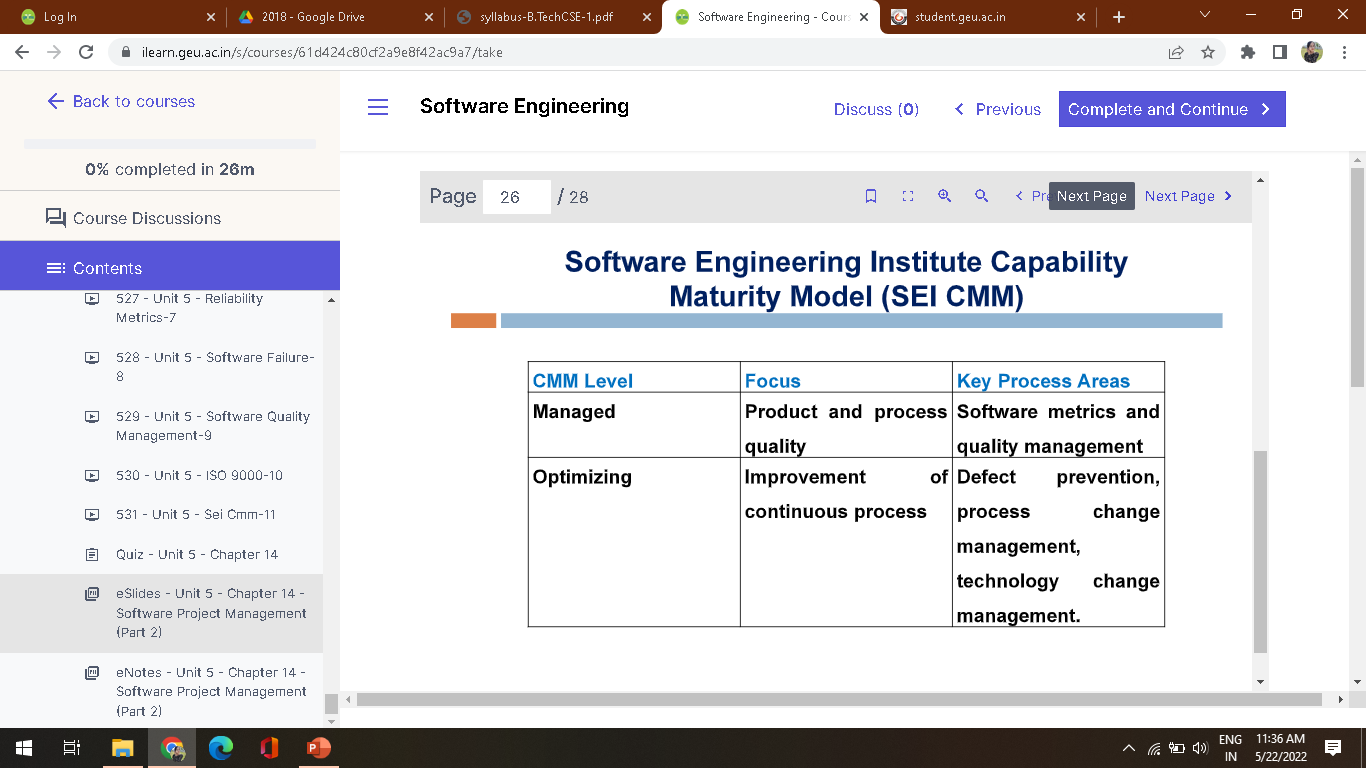 Log In
2018 - Google Drive
syllabus-B.TechCSE-1.pdf
Software Engineering - Cour
student.geu.ac.in
ilearn.geu.ac.in/s/courses/61d424c80cf2a9e8f42ac9a7/take
Back to courses
0% completed in 26m
Course Discussions
Contents
527 - Unit 5 - Reliability
Metrics-7
528 - Unit 5 - Software Failure-
8
529 - Unit 5 - Software Quality
Management-9
530 - Unit 5 - ISO 9000-10
531 - Unit 5 - Sei Cmm-11
Quiz - Unit 5 - Chapter 14
eSlides - Unit 5 - Chapter 14 -
Software Project Management
(Part 2)
eNotes - Unit 5 - Chapter 14 -
Software Project Management
(Part 2)
Software Engineering
Discuss (0)
Previous
Complete and Continue
Page 26 / 28
Pre
Next Page
Next Page
Software Engineering Institute Capability
Maturity Model (SEI CMM)
CMM Level
Focus
Key Process Areas
Managed
Product and process
quality
Software metrics and
quality management
Optimizing
Improvement of
continuous process
Defect prevention,
process change
management,
technology change
management.
ENG
IN
11:36 AM
5/22/2022